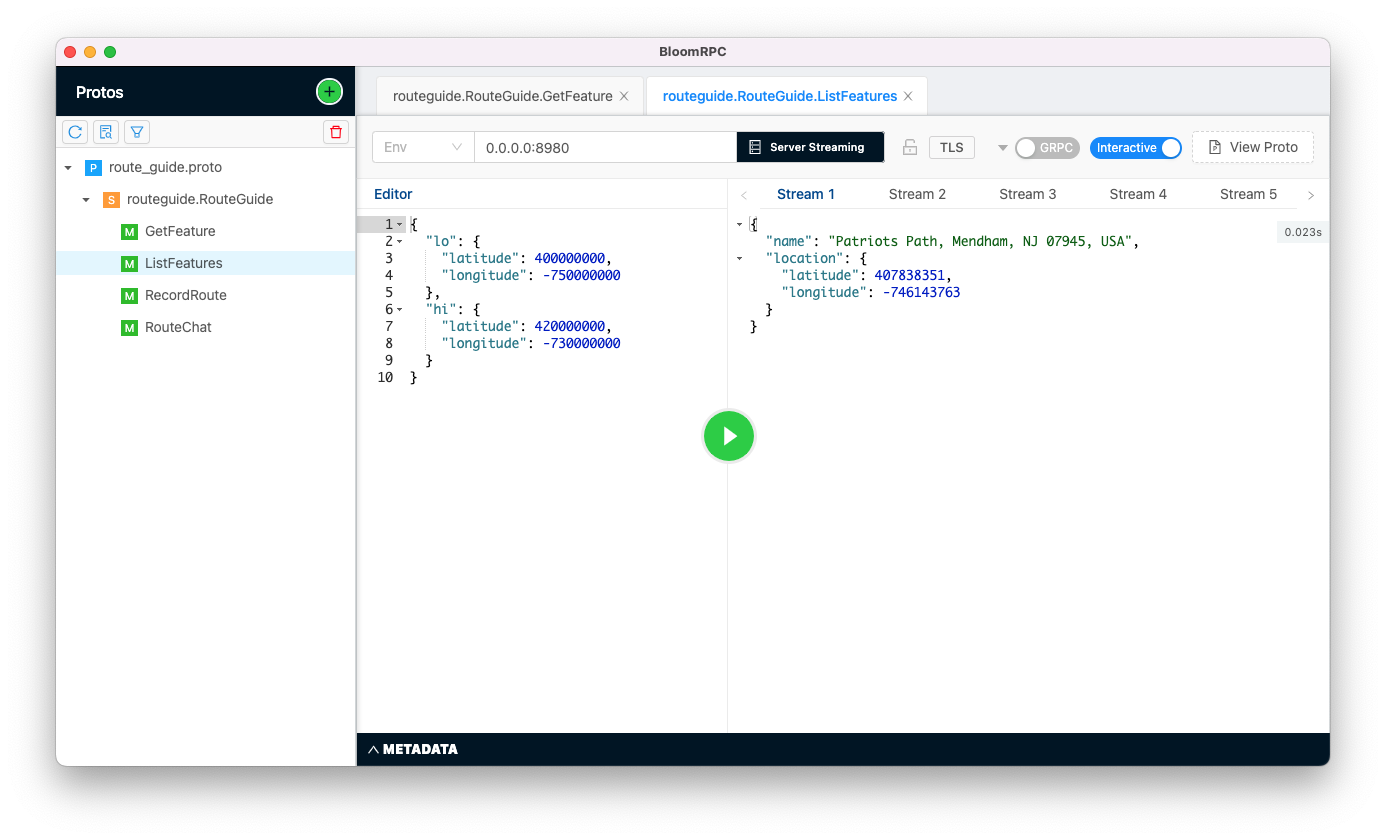 BloomRPC
Protos
routeguide.RouteGuide.GetFeature
routeguide.RouteGuide.ListFeatures
Env
0.0.0.0:8980
Server Streaming
TLS
GRPC
Interactive
View Proto
P route_guide.proto
S routeguide.RouteGuide
M GetFeature
M ListFeatures
M RecordRoute
M RouteChat
Editor
1 {
2 "lo": {
3 "latitude": 400000000,
4 "longitude": -750000000
5 },
6 "hi": {
7 "latitude": 420000000,
8 "longitude": -730000000
9 }
10 }
Stream 1 Stream 2 Stream 3 Stream 4 Stream 5
0.023s
{
"name": "Patriots Path, Mendham, NJ 07945, USA",
"location": {
"latitude": 407838351,
"longitude": -746143763
}
}
METADATA